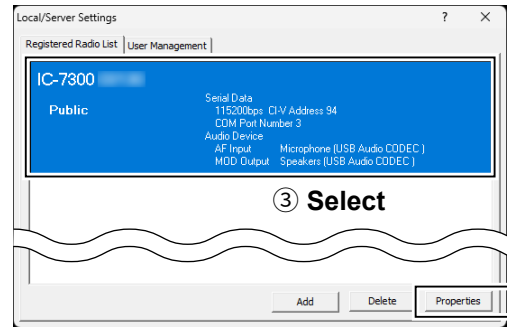 Local/Server Settings ? ×
Registered Radio List User Management
IC-7300
Public
Serial Data
115200bps CI-V Address 94
COM Port Number 3
Audio Device
AF Input Microphone (USB Audio CODEC )
MOD Output Speakers (USB Audio CODEC )
③ Select
Add Delete Properties